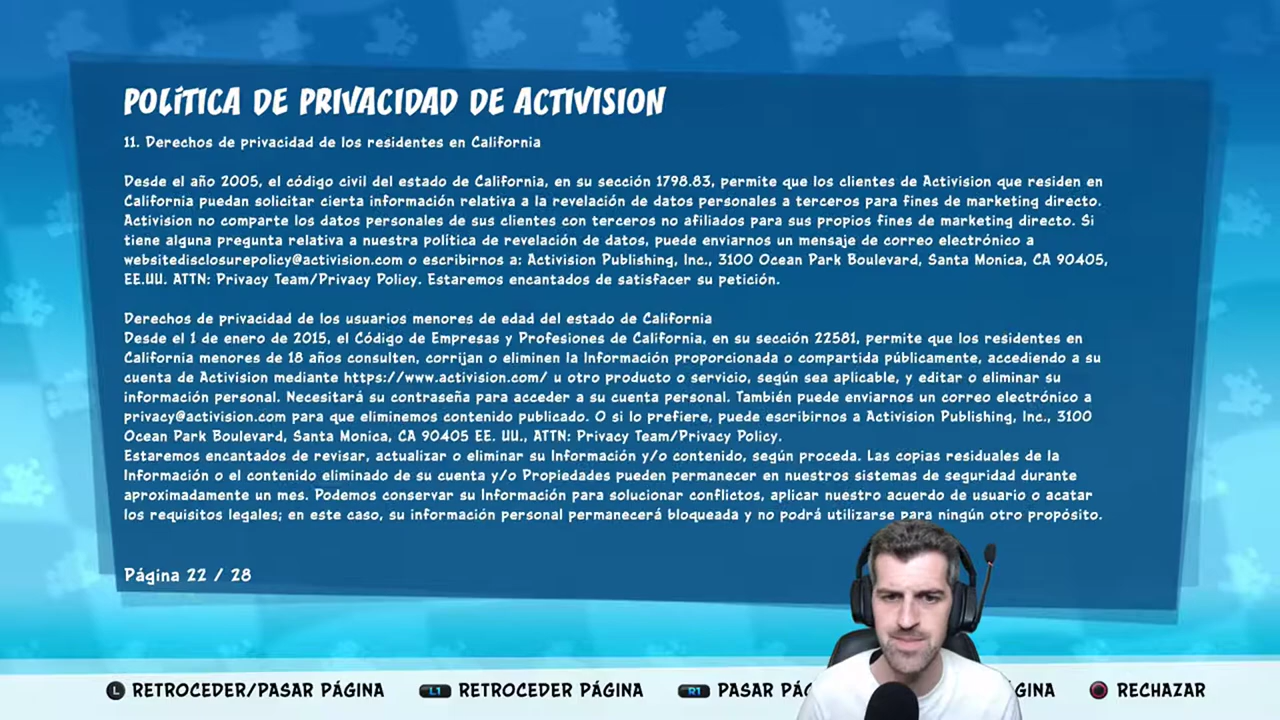 POLÍTICA DE PRIVACIDAD DE ACTIVISION
11. Derechos de privacidad de los residentes en California
Desde el año 2005, el código civil del estado de California, en su sección 1798.83, permite que los clientes de Activision que residen en
California puedan solicitar cierta información relativa a la revelación de datos personales a terceros para fines de marketing directo.
Activision no comparte los datos personales de sus clientes con terceros no afiliados para sus propios fines de marketing directo. Si
tiene alguna pregunta relativa a nuestra política de revelación de datos, puede enviarnos un mensaje de correo electrónico a
websitedisclosurepolicy@activision.com o escribirnos a: Activision Publishing, Inc., 3100 Ocean Park Boulevard, Santa Monica, CA 90405,
EE.UU. ATTN: Privacy Team/Privacy Policy. Estaremos encantados de satisfacer su petición.
Derechos de privacidad de los usuarios menores de edad del estado de California
Desde el 1 de enero de 2015, el Código de Empresas y Profesiones de California, en su sección 22581, permite que los residentes en
California menores de 18 años consulten, corrijan o eliminen la Información proporcionada o compartida públicamente, accediendo a su
cuenta de Activision mediante https://www.activision.com/ u otro producto o servicio, según sea aplicable, y editar o eliminar su
información personal. Necesitará su contraseña para acceder a su cuenta personal. También puede enviarnos un correo electrónico a
privacy@activision.com para que eliminemos contenido publicado. O si lo prefiere, puede escribirnos a Activision Publishing, Inc., 3100
Ocean Park Boulevard, Santa Monica, CA 90405 EE. UU., ATTN: Privacy Team/Privacy Policy.
Estaremos encantados de revisar, actualizar o eliminar su Información y/o contenido, según proceda. Las copias residuales de la
Información o el contenido eliminado de su cuenta y/o Propiedades pueden permanecer en nuestros sistemas de seguridad durante
aproximadamente un mes. Podemos conservar su Información para solucionar conflictos, aplicar nuestro acuerdo de usuario o acatar
los requisitos legales; en este caso, su información personal permanecerá bloqueada y no podrá utilizarse para ningún otro propósito.
Página 22 / 28
L RETROCEDER/PASAR PÁGINA L1 RETROCEDER PÁGINA R1 PASAR RECHAZAR